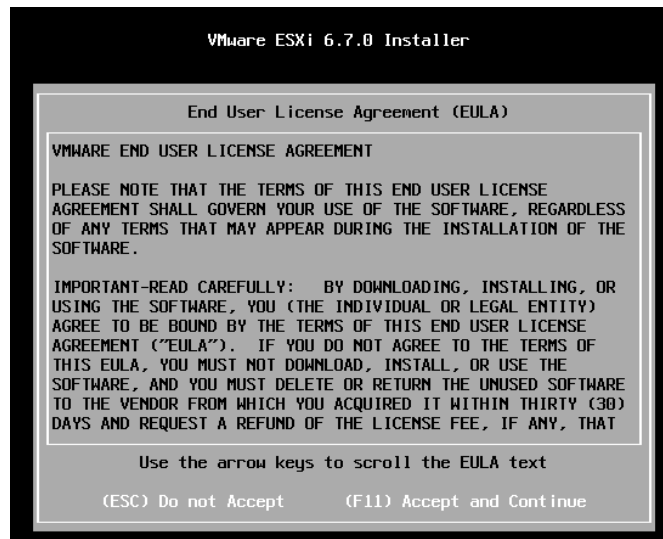 VMware ESXi 6.7.0 Installer
End User License Agreement (EULA)
VMWARE END USER LICENSE AGREEMENT
PLEASE NOTE THAT THE TERMS OF THIS END USER LICENSE
AGREEMENT SHALL GOVERN YOUR USE OF THE SOFTWARE, REGARDLESS
OF ANY TERMS THAT MAY APPEAR DURING THE INSTALLATION OF THE
SOFTWARE.
IMPORTANT-READ CAREFULLY:   BY DOWNLOADING, INSTALLING, OR
USING THE SOFTWARE, YOU (THE INDIVIDUAL OR LEGAL ENTITY)
AGREE TO BE BOUND BY THE TERMS OF THIS END USER LICENSE
AGREEMENT ("EULA").  IF YOU DO NOT AGREE TO THE TERMS OF
THIS EULA, YOU MUST NOT DOWNLOAD, INSTALL, OR USE THE
SOFTWARE, AND YOU MUST DELETE OR RETURN THE UNUSED SOFTWARE
TO THE VENDOR FROM WHICH YOU ACQUIRED IT WITHIN THIRTY (30)
DAYS AND REQUEST A REFUND OF THE LICENSE FEE, IF ANY, THAT
Use the arrow keys to scroll the EULA text
(ESC) Do not Accept      (F11) Accept and Continue